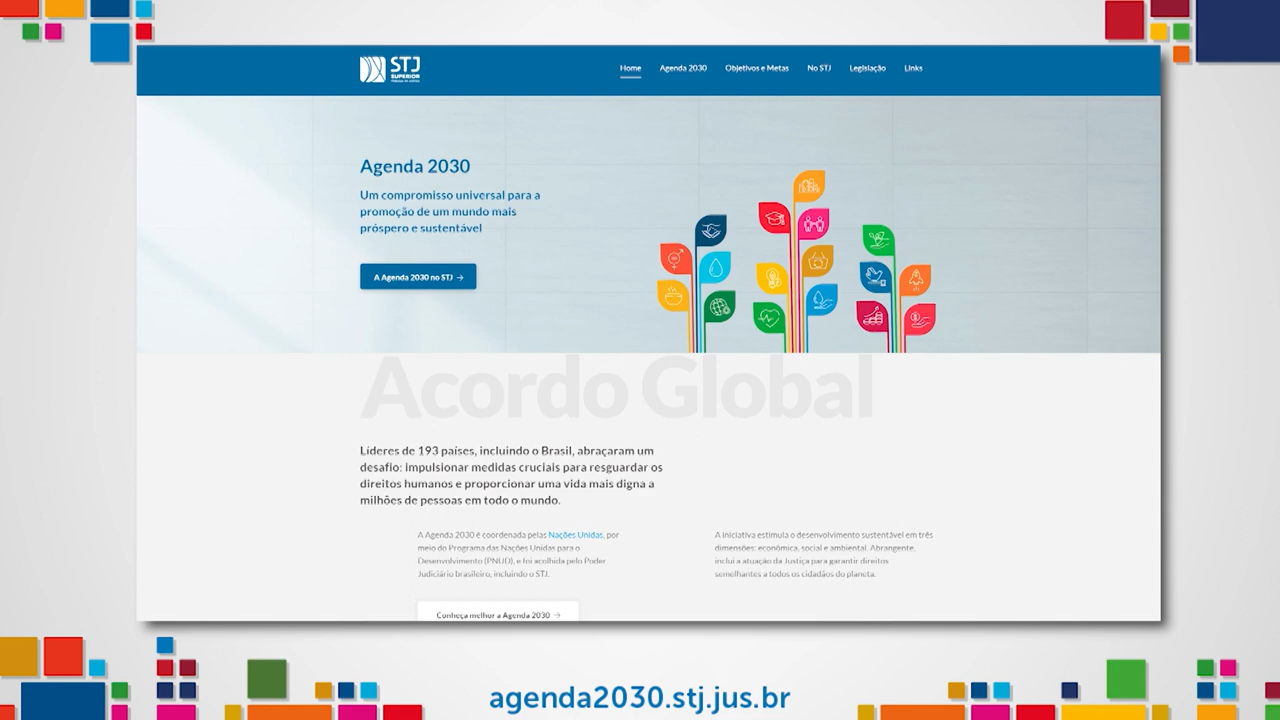 STJ
SUPERIOR
Home Agenda 2030 Objetivos e Metas No STJ Legislação Links
Agenda 2030
Um compromisso universal para a
promoção de um mundo mais
próspero e sustentável
A Agenda 2030 no STJ →
Acordo Global
Líderes de 193 países, incluindo o Brasil, abraçaram um
desafio: impulsionar medidas cruciais para resguardar os
direitos humanos e proporcionar uma vida mais digna a
milhões de pessoas em todo o mundo.
A Agenda 2030 é coordenada pelas Nações Unidas, por
meio do Programa das Nações Unidas para o
Desenvolvimento (PNUD), e foi acolhida pelo Poder
Judiciário brasileiro, incluindo o STJ.
A iniciativa estimula o desenvolvimento sustentável em três
dimensões: econômica, social e ambiental. Abrangente,
inclui a atuação da Justiça para garantir direitos
semelhantes a todos os cidadãos do planeta.
Conheça melhor a Agenda 2030 →
agenda2030.stj.jus.br